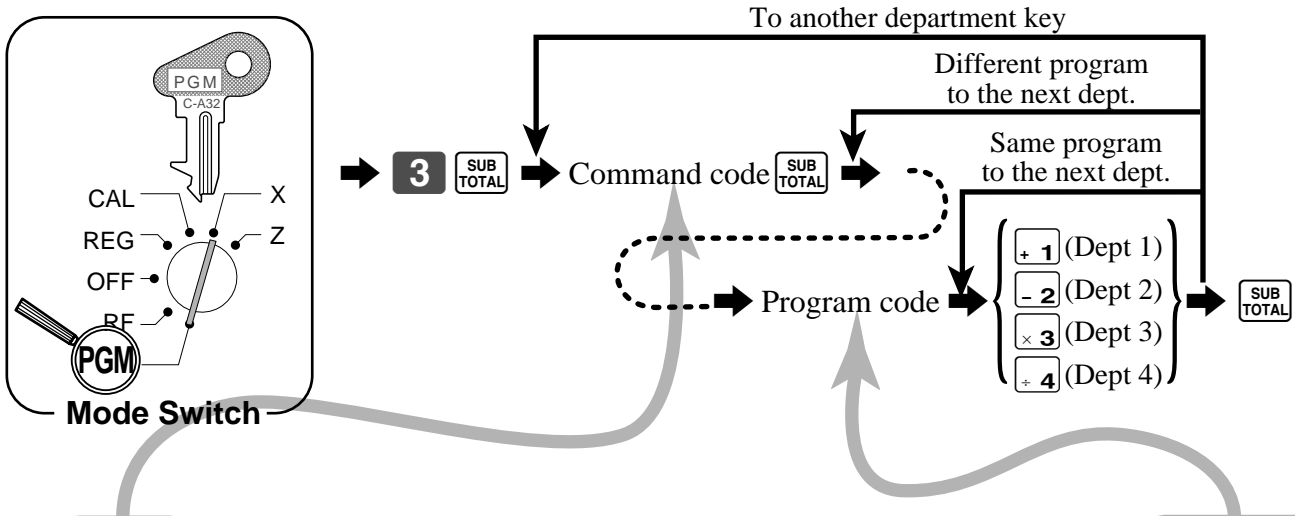 To another department key
Different program
to the next dept.
Same program
to the next dept.
PGM
C-A32
CAL
X
REG
Z
OFF
RF
PGM
Mode Switch
3 SUB TOTAL Command code SUB TOTAL
Program code
+ 1 (Dept 1)
- 2 (Dept 2)
× 3 (Dept 3)
÷ 4 (Dept 4)
SUB TOTAL